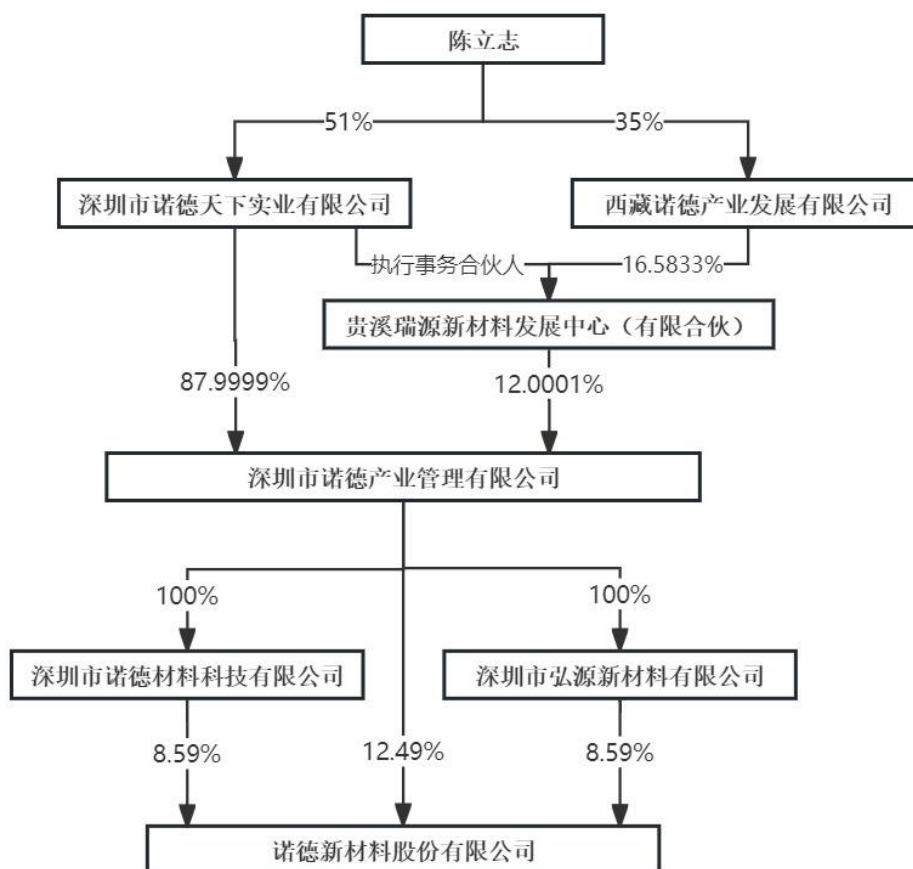 陈立志
51%
35%
深圳市诺德天下实业有限公司
西藏诺德产业发展有限公司
执行事务合伙人
16.5833%
贵溪瑞源新材料发展中心（有限合伙）
87.9999%
12.0001%
深圳市诺德产业管理有限公司
100%
100%
深圳市诺德材料科技有限公司
深圳市弘源新材料有限公司
8.59%
12.49%
8.59%
诺德新材料股份有限公司